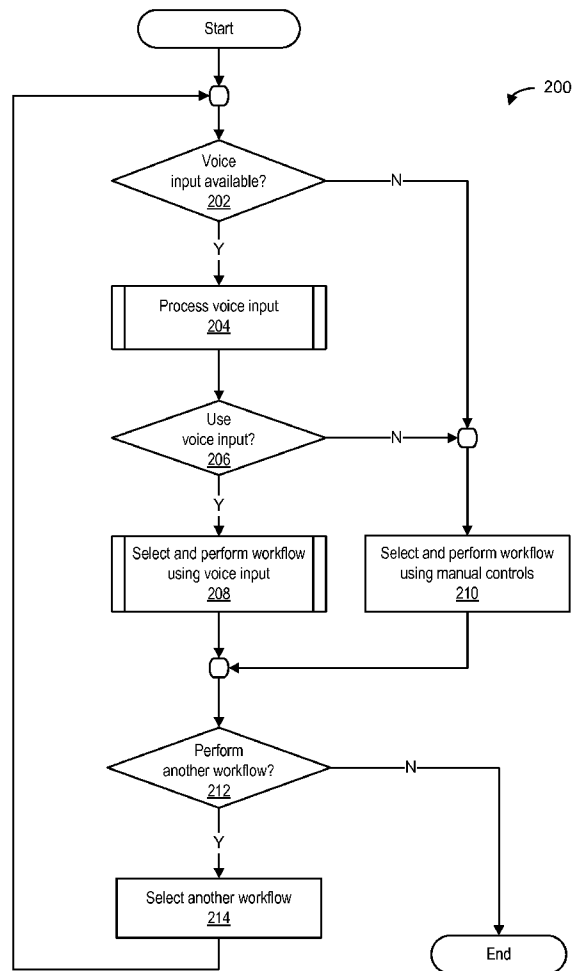 Start
200
Voice
input available?
202
N
Y
Process voice input
204
Use
voice input?
206
N
Y
Select and perform workflow
using voice input
208
Select and perform workflow
using manual controls
210
Perform
another workflow?
212
N
Y
Select another workflow
214
End